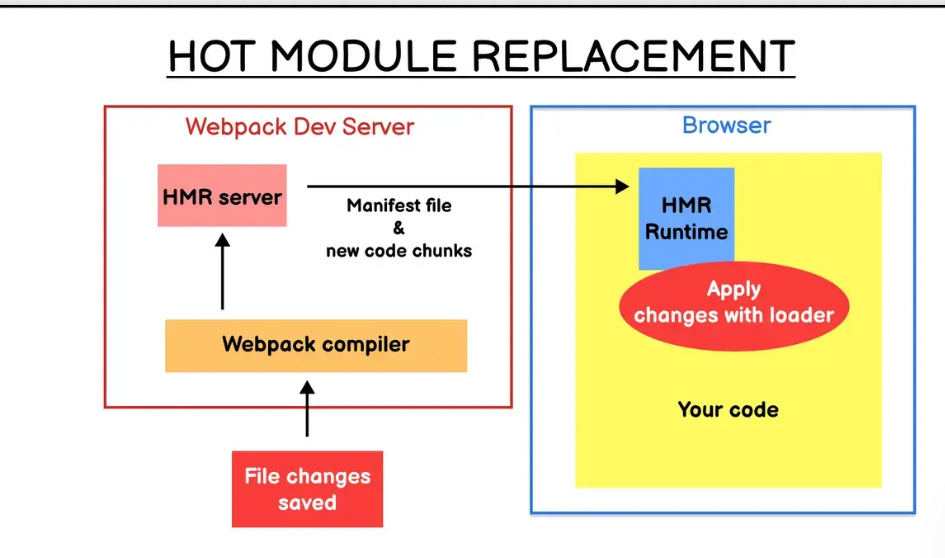 HOT MODULE REPLACEMENT
Webpack Dev Server
HMR server
Manifest file
&
new code chunks
Webpack compiler
File changes
saved
Browser
HMR
Runtime
Apply
changes with loader
Your code